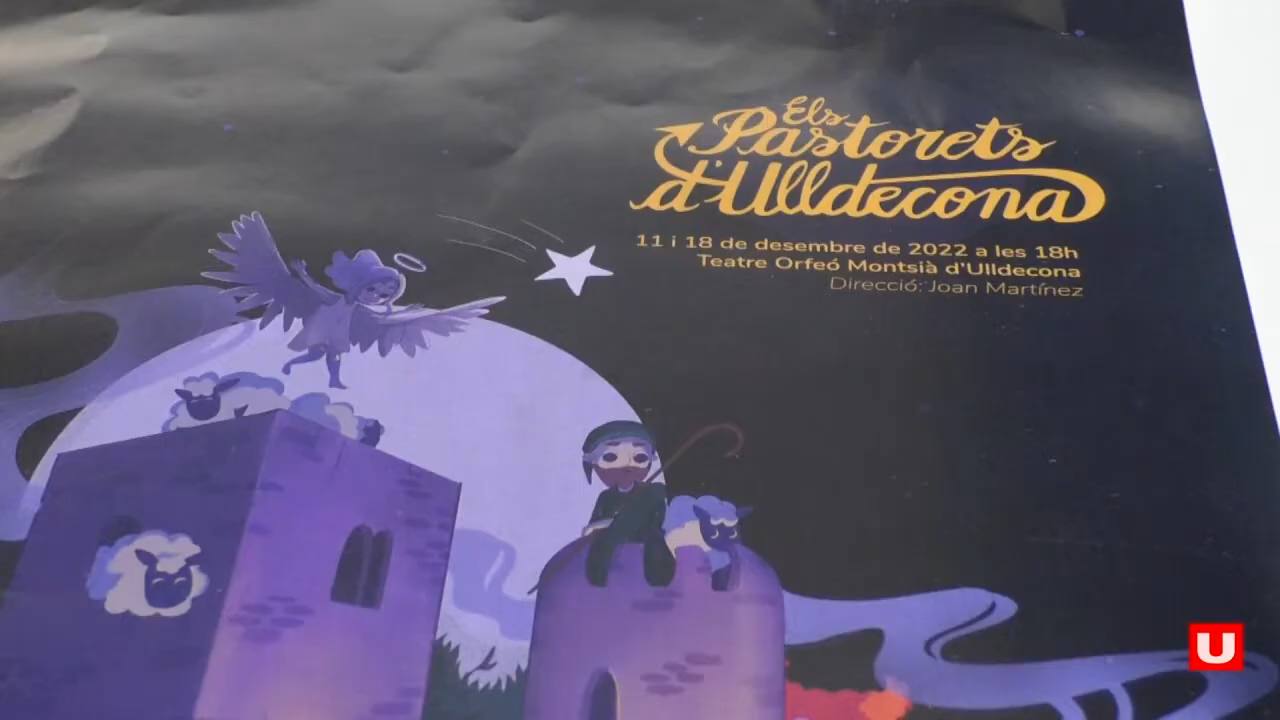 Els
Pastorets
d'Ulldecona
11 i 18 de desembre de 2022 a les 18h
Teatre Orfeó Montsià d'Ulldecona
Direcció: Joan Martínez
U